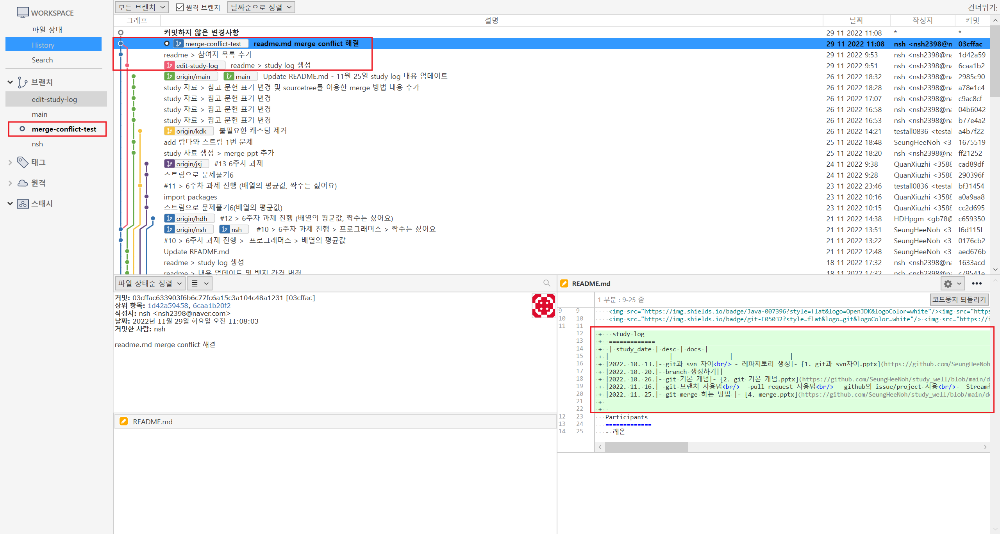 WORKSPACE
파일 상태
History
Search
브랜치
edit-study-log
main
merge-conflict-test
nsh
태그
원격
스태시
모든 브랜치 원격 브랜치 날짜순으로 정렬 건너뛰기:
그래프 설명 날짜 작성자 커밋
커밋하지 않은 변경사항 29 11 2022 11:08 * *
merge-conflict-test readme.md merge conflict 해결 29 11 2022 11:08 nsh <nsh2398@n 03cffac
readme > 참여자 목록 추가 29 11 2022 9:53 nsh <nsh2398@na 1d42a59
edit-study-log readme > study log 생성 29 11 2022 9:51 nsh <nsh2398@na 6caa1b2
origin/main main Update README.md - 11월 25일 study log 내용 업데이트 26 11 2022 18:32 nsh <nsh2398@na 2985c90
study 자료 > 참고 문헌 표기 변경 및 sourcetree를 이용한 merge 방법 내용 추가 26 11 2022 18:28 nsh <nsh2398@na a78e1c4
study 자료 > 참고 문헌 표기 변경 26 11 2022 17:07 nsh <nsh2398@na c9ac8cf
study 자료 > 참고 문헌 표기 변경 26 11 2022 16:58 nsh <nsh2398@na 04b6042
study 자료 > 참고 문헌 표기 변경 26 11 2022 16:53 nsh <nsh2398@na b77e4a2
origin/kdk 불필요한 캐스팅 제거 26 11 2022 14:21 testall0836 <testa a4b7f22
add 람다와 스트림 1번 문제 25 11 2022 18:48 SeungHeeNoh <3 1675519
study 자료 생성 > merge ppt 추가 25 11 2022 18:20 nsh <nsh2398@na ff21252
origin/jsj #13 6주차 과제 24 11 2022 9:38 QuanXiuzhi <3588 cad89df
스트림으로 문제풀기6 24 11 2022 9:28 QuanXiuzhi <3588 290396f
#11 > 6주차 과제 진행 (배열의 평균값, 짝수는 싫어요) 23 11 2022 23:46 testall0836 <testa bf31454
import packages 23 11 2022 10:16 QuanXiuzhi <3588 a0a9aa8
스트림으로 문제풀기6(배열의 평균값) 23 11 2022 10:15 QuanXiuzhi <3588 cc2d695
origin/hdh #12 > 6주차 과제 진행 (배열의 평균값, 짝수는 싫어요) 21 11 2022 14:38 HDHpgm <gb78@ c659350
origin/nsh nsh #10 > 6주차 과제 진행 > 프로그래머스 > 짝수는 싫어요 21 11 2022 13:51 SeungHeeNoh <3 f6d115f
#10 > 6주차 과제 진행 > 프로그래머스 > 배열의 평균값 21 11 2022 13:22 SeungHeeNoh <3 0176cb2
Update README.md 21 11 2022 12:48 SeungHeeNoh <3 aed676b
readme > study log 생성 18 11 2022 17:32 nsh <nsh2398@na 1633acd
readme > 내용 업데이트 및 뱃지 간격 변경 18 11 2022 17:32 nsh <nsh2398@na c79541e
파일 상태순 정렬
커밋: 03cffac633903f6b6c77fc6a15c3a104c48a1231 [03cffac]
상위 항목: 1d42a59458, 6caa1b20f2
작성자: nsh <nsh2398@naver.com>
날짜: 2022년 11월 29일 화요일 오전 11:08:03
커밋한 사람: nsh
readme.md merge conflict 해결
README.md
README.md
1 부분 : 9-25 줄 코드뭉치 되돌리기
9 9 <img src="https://img.shields.io/badge/Java-007396?style=flat&logo=OpenJDK&logoColor=white"/><img src="https
10 10 <img src="https://img.shields.io/badge/git-F05032?style=flat&logo=git&logoColor=white"/> <img src="https://i
11 11
12 + study log
13 + =============
14 + | study_date | desc | docs |
15 + |-----------------|----------------|----------------|
16 + |2022. 10. 13.|- git과 svn 차이<br/> - 레파지토리 생성|- [1. git과 svn차이.pptx](https://github.com/SeungHeeNoh
17 + |2022. 10. 20.|- branch 생성하기||
18 + |2022. 10. 26.|- git 기본 개념|- [2. git 기본 개념.pptx](https://github.com/SeungHeeNoh/study_well/blob/main/d
19 + |2022. 11. 16.|- git 브랜치 사용법<br/> - pull request 사용법<br/> - github의 issue/project 사용<br/> - Stream을
20 + |2022. 11. 25.|- git merge 하는 방법 |- [4. merge.pptx](https://github.com/SeungHeeNoh/study_well/blob/main/do
21 +
22 +
12 23 Participants
13 24 =============
14 25 - 레온